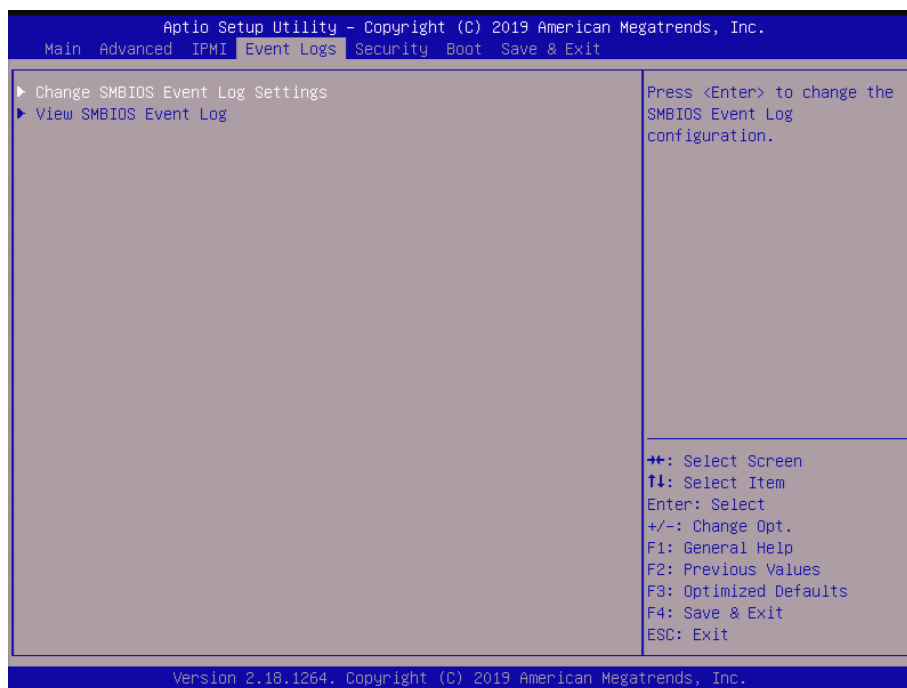 Aptio Setup Utility – Copyright (C) 2019 American Megatrends, Inc.
Main Advanced IPMI Event Logs Security Boot Save & Exit
▶ Change SMBIOS Event Log Settings
▶ View SMBIOS Event Log
Press <Enter> to change the
SMBIOS Event Log
configuration.
→←: Select Screen
↑↓: Select Item
Enter: Select
+/-: Change Opt.
F1: General Help
F2: Previous Values
F3: Optimized Defaults
F4: Save & Exit
ESC: Exit
Version 2.18.1264. Copyright (C) 2019 American Megatrends, Inc.